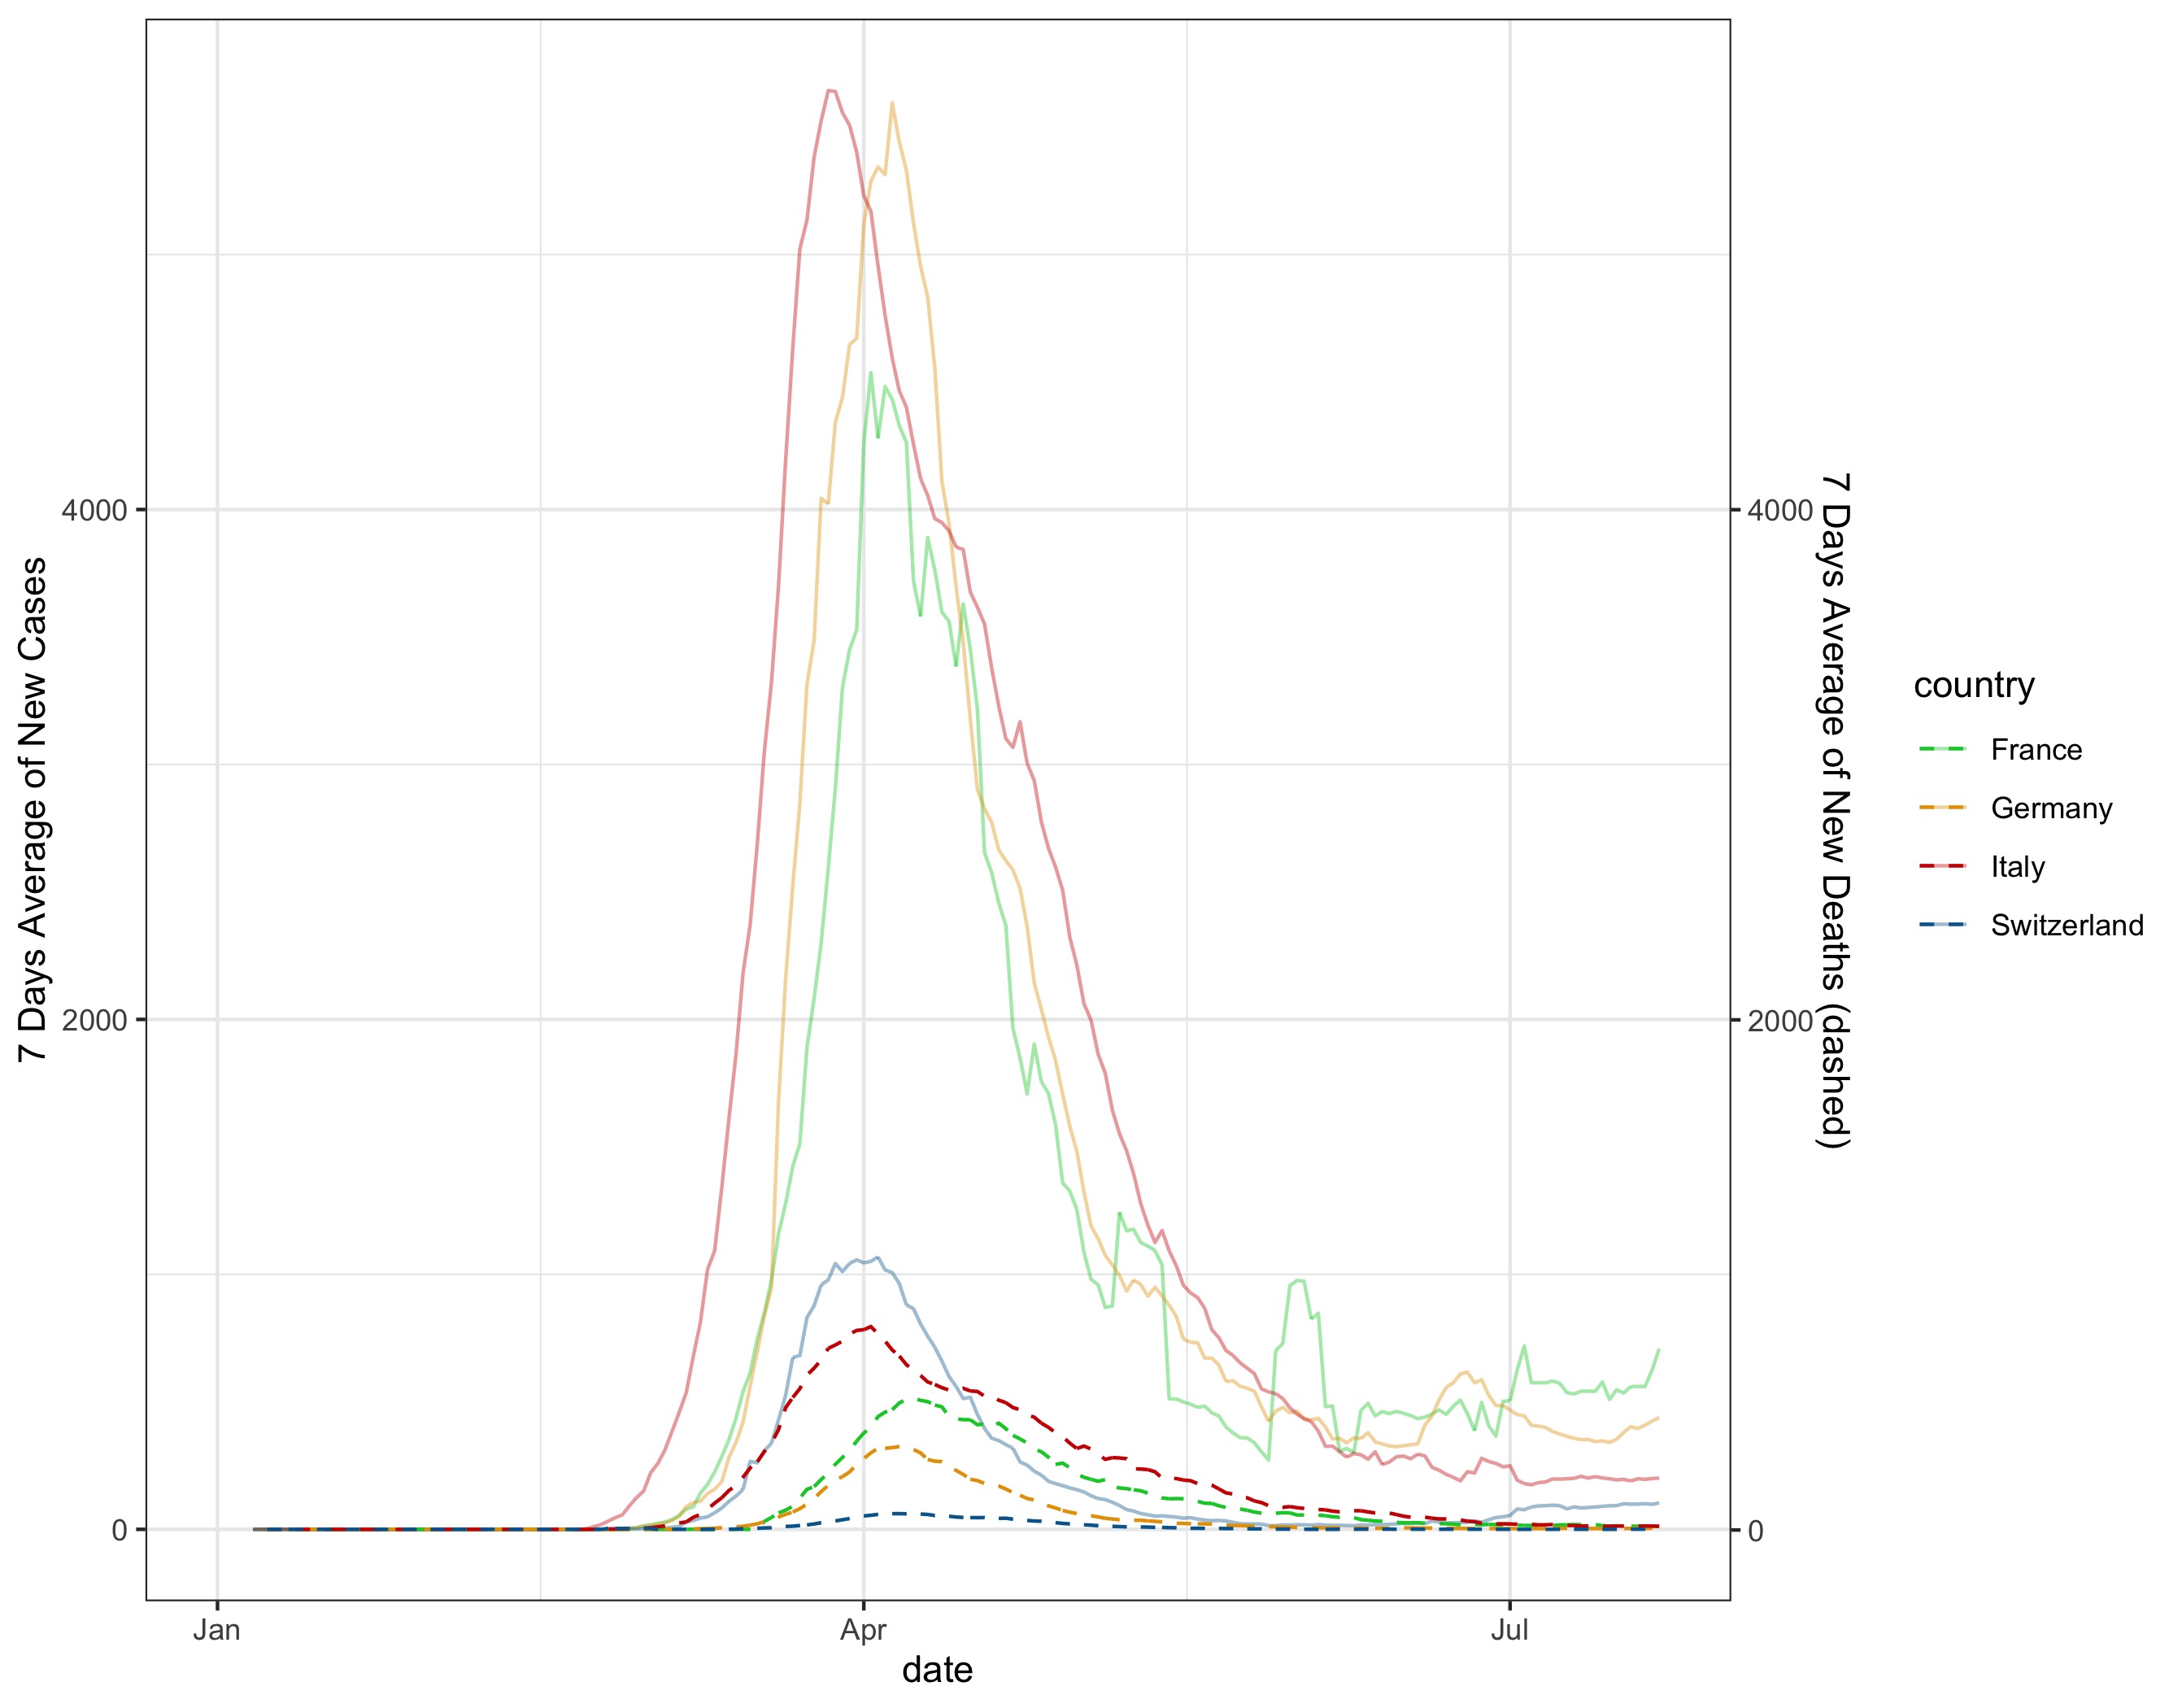 7 Days Average of New Cases
4000
2000
0
Jan
Apr
Jul
date
4000
2000
0
7 Days Average of New Deaths (dashed)
country
France
Germany
Italy
Switzerland